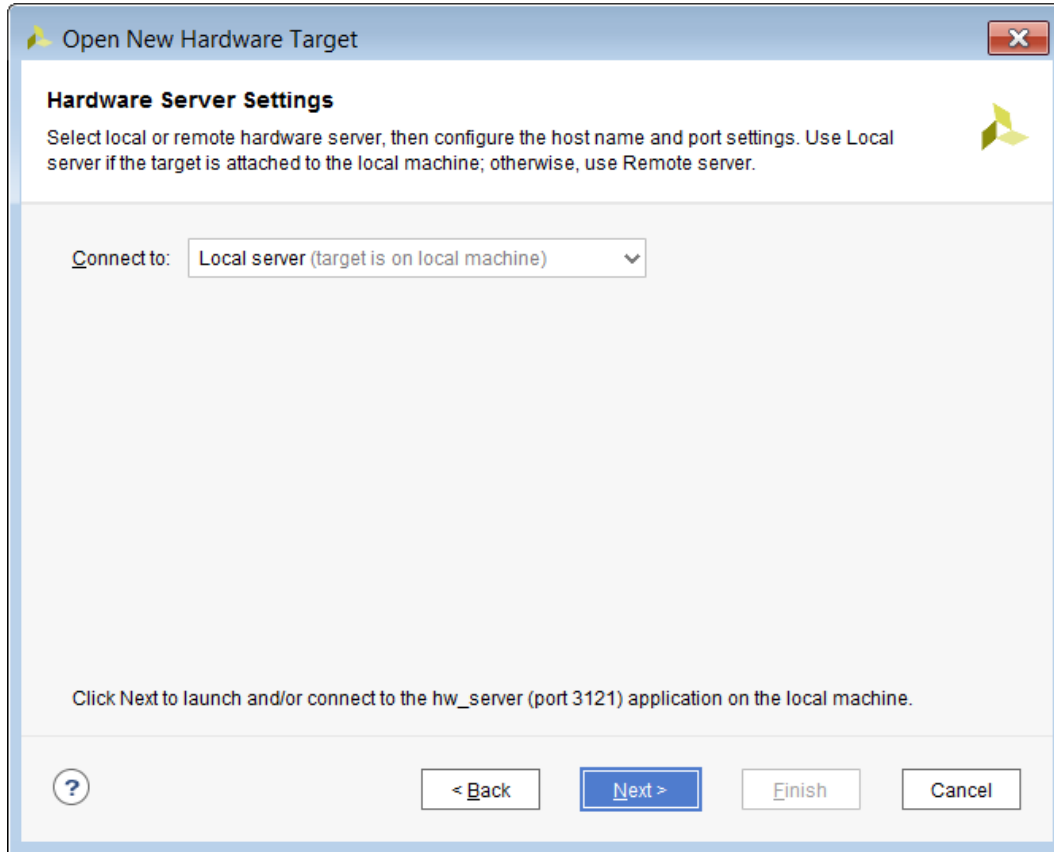 Open New Hardware Target
Hardware Server Settings
Select local or remote hardware server, then configure the host name and port settings. Use Local
server if the target is attached to the local machine; otherwise, use Remote server.
Connect to: Local server (target is on local machine)
Click Next to launch and/or connect to the hw_server (port 3121) application on the local machine.
? < Back Next > Finish Cancel